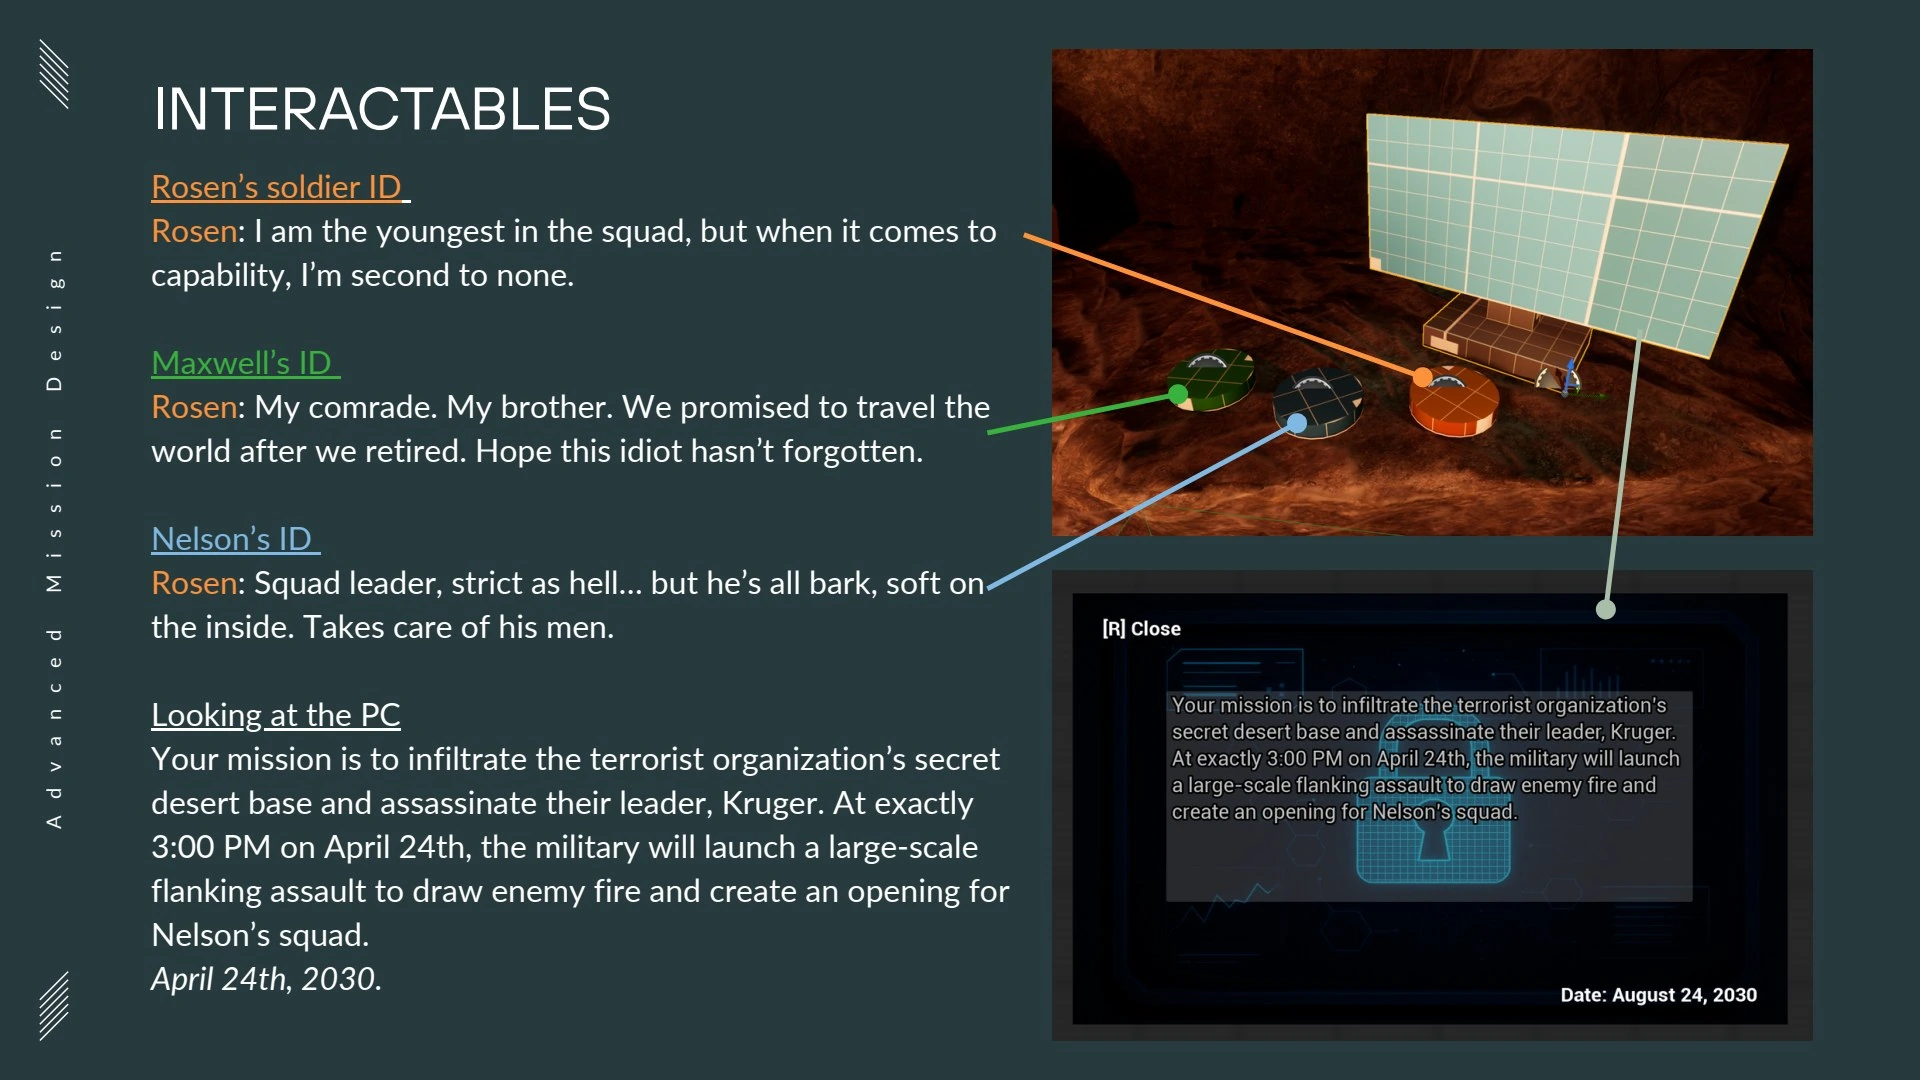 INTERACTABLES
Rosen’s soldier ID
Rosen: I am the youngest in the squad, but when it comes to
capability, I’m second to none.
Maxwell’s ID
Rosen: My comrade. My brother. We promised to travel the
world after we retired. Hope this idiot hasn’t forgotten.
Nelson’s ID
Rosen: Squad leader, strict as hell... but he’s all bark, soft on
the inside. Takes care of his men.
Looking at the PC
Your mission is to infiltrate the terrorist organization’s secret
desert base and assassinate their leader, Kruger. At exactly
3:00 PM on April 24th, the military will launch a large-scale
flanking assault to draw enemy fire and create an opening for
Nelson’s squad.
April 24th, 2030.
Advanced Mission Design
[R] Close
Your mission is to infiltrate the terrorist organization's
secret desert base and assassinate their leader, Kruger.
At exactly 3:00 PM on April 24th, the military will launch
a large-scale flanking assault to draw enemy fire and
create an opening for Nelson's squad.
Date: August 24, 2030